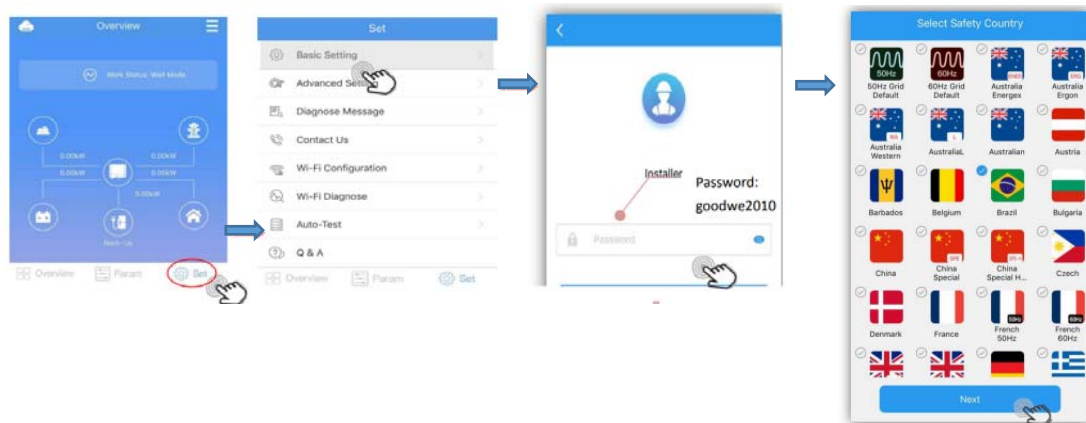 Overview
Work Status: Wait Mode
0.00kW
0.00kW
0.00kW
0.00kW
0.00kW
Back-Up
Overview
Param
Set
Set
Basic Setting
Advanced Setting
Diagnose Message
Contact Us
Wi-Fi Configuration
Wi-Fi Diagnose
Auto-Test
Q & A
Overview
Param
Set
Installer
Password:
goodwe2010
Password
Select Safety Country
50Hz
60Hz
50Hz Grid
Default
60Hz Grid
Default
Australia
Energex
Australia
Ergon
Australia
Western
AustraliaL
Australian
Austria
Barbados
Belgium
Brazil
Bulgaria
China
China
Special
China
Special H...
Czech
50Hz
60Hz
Denmark
France
French
50Hz
French
60Hz
Next